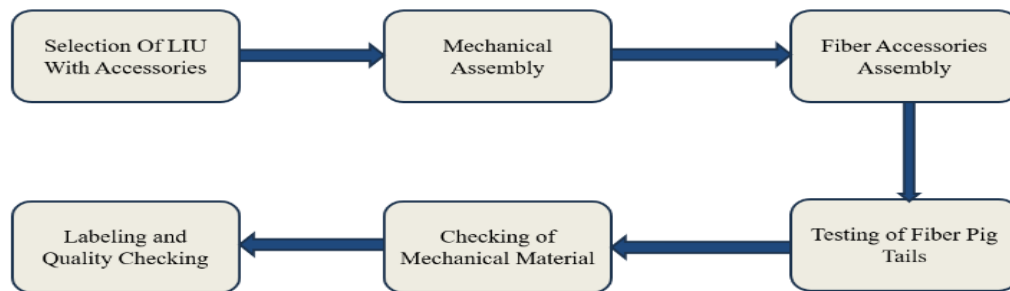 Selection Of LIU
With Accessories
Mechanical
Assembly
Fiber Accessories
Assembly
Testing of Fiber Pig
Tails
Checking of
Mechanical Material
Labeling and
Quality Checking